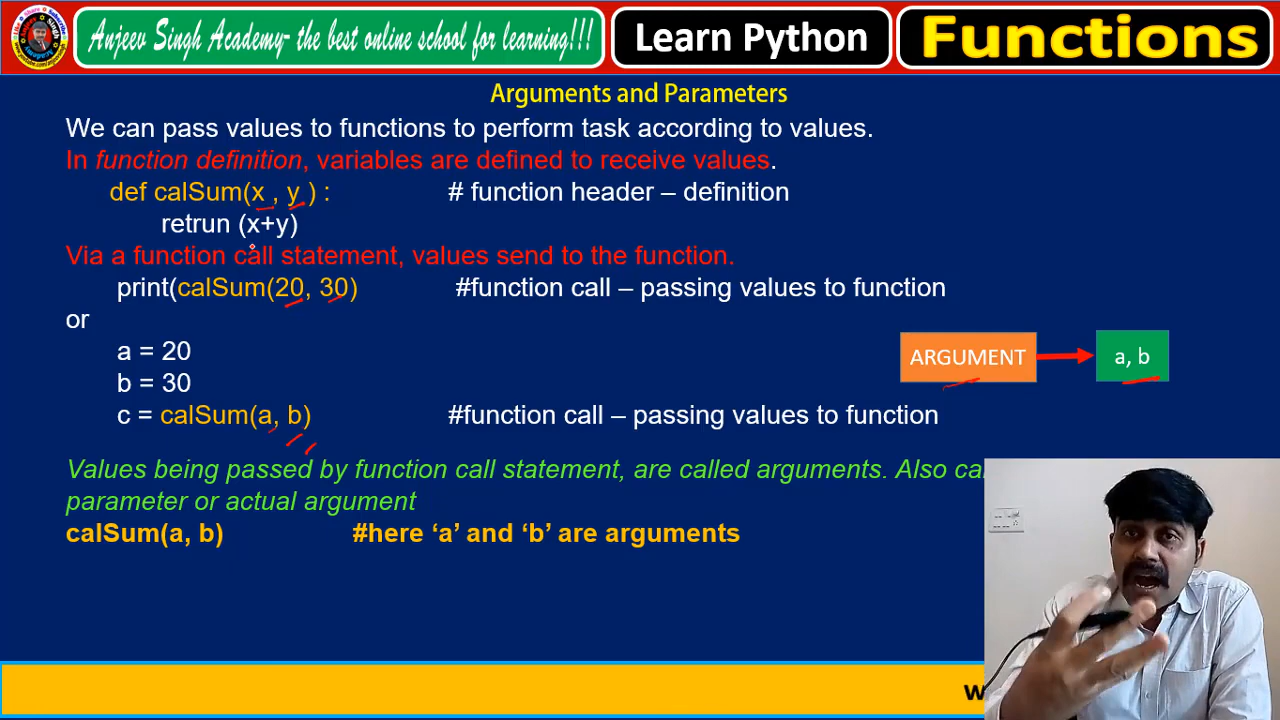 Anjeev Singh Academy- the best online school for learning!!!
Learn Python
Functions
Arguments and Parameters
We can pass values to functions to perform task according to values.
In function definition, variables are defined to receive values.
def calSum(x , y ) : # function header – definition
retrun (x+y)
Via a function call statement, values send to the function.
print(calSum(20, 30) #function call – passing values to function
or
a = 20
b = 30
ARGUMENT a, b
c = calSum(a, b) #function call – passing values to function
Values being passed by function call statement, are called arguments. Also
parameter or actual argument
calSum(a, b) #here ‘a’ and ‘b’ are arguments